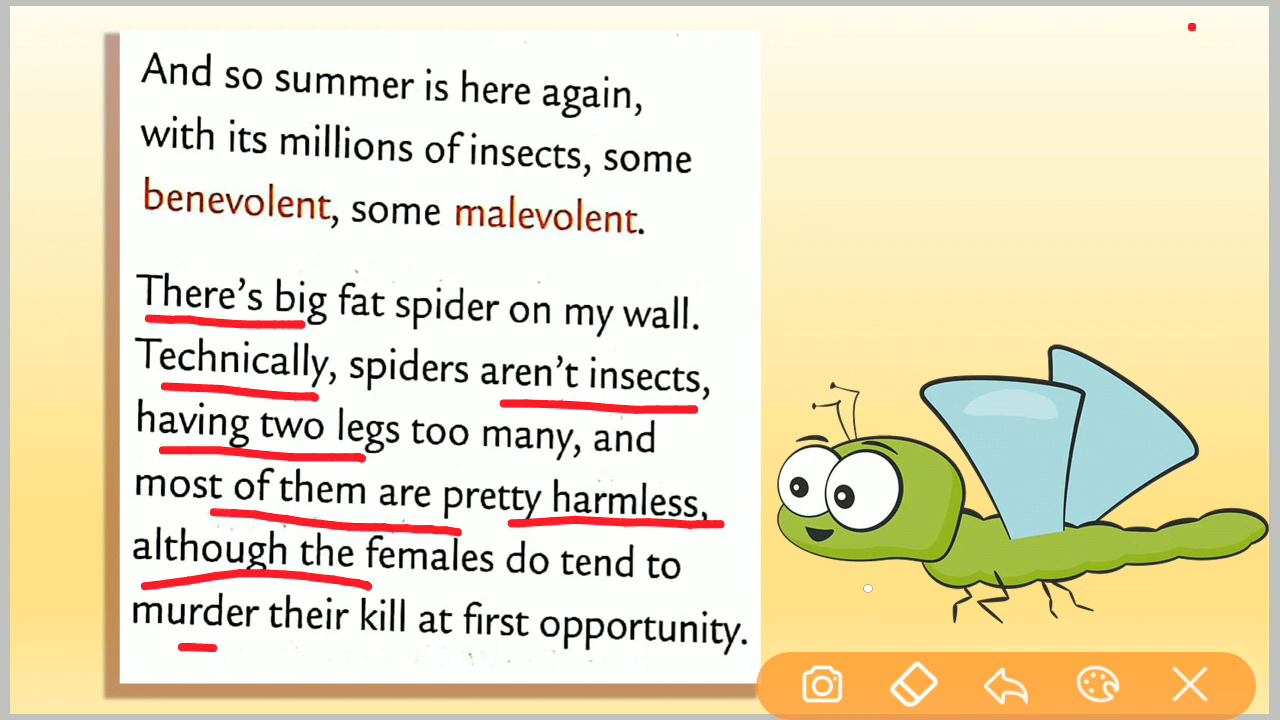 And so summer is here again,
with its millions of insects, some
benevolent, some malevolent.
There's big fat spider on my wall.
Technically, spiders aren't insects,
having two legs too many, and
most of them are pretty harmless,
although the females do tend to
murder their kill at first opportunity.